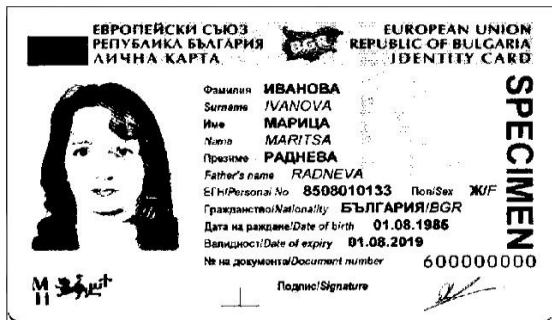 ЕВРОПЕЙСКИ СЪЮЗ
РЕПУБЛИКА БЪЛГАРИЯ
ЛИЧНА КАРТА
BGR
EUROPEAN UNION
REPUBLIC OF BULGARIA
IDENTITY CARD
Фамилия ИВАНОВА
Surname IVANOVA
Име МАРИЦА
Name MARITSA
Презиме РАДНЕВА
Father's name RADNEVA
ЕГН/Personal No 8508010133 Пол/Sex Ж/F
Гражданство/Nationality БЪЛГАРИЯ/BGR
Дата на раждане/Date of birth 01.08.1985
Валидност/Date of expiry 01.08.2019
№ на документа/Document number 600000000
Подпис/Signature
SPECIMEN